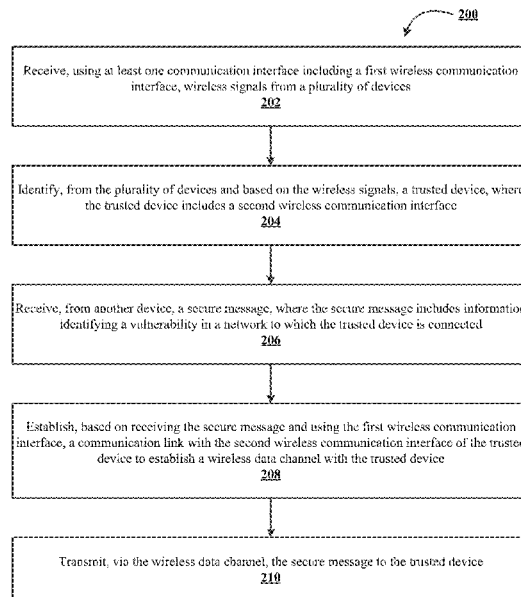 200
Receive, using at least one communication interface including a first wireless communication
interface, wireless signals from a plurality of devices
202
Identify, from the plurality of devices and based on the wireless signals, a trusted device, where
the trusted device includes a second wireless communication interface
204
Receive, from another device, a secure message, where the secure message includes information
identifying a vulnerability in a network to which the trusted device is connected
206
Establish, based on receiving the secure message and using the first wireless communication
interface, a communication link with the second wireless communication interface of the trusted
device to establish a wireless data channel with the trusted device
208
Transmit, via the wireless data channel, the secure message to the trusted device
210